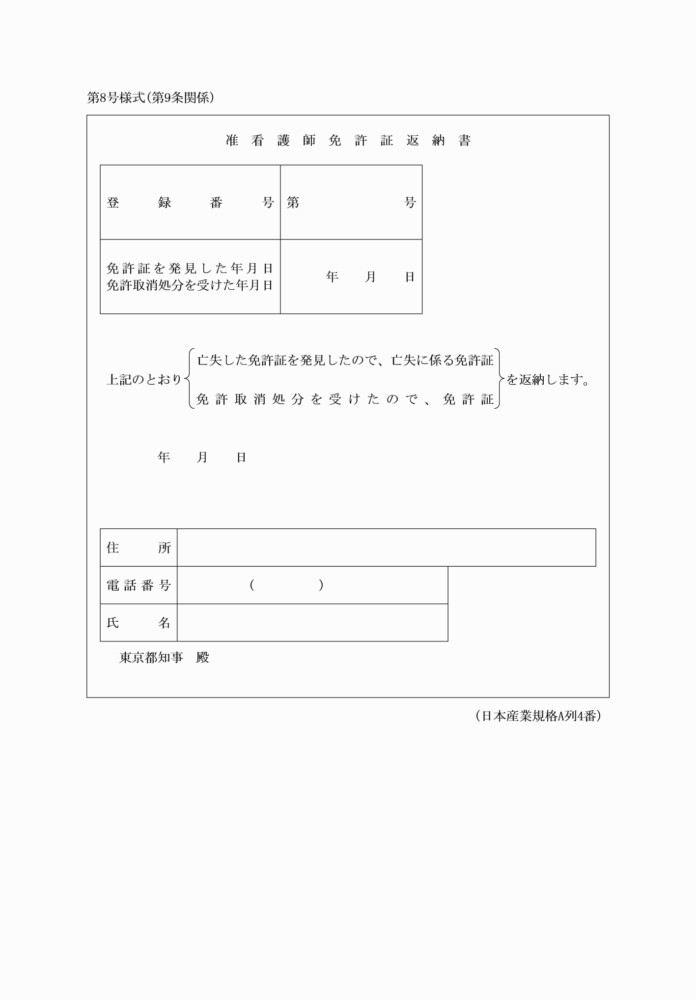 第8号様式(第9条関係)
准看護師免許証返納書
登録番号 第 号
免許証を発見した年月日
免許取消処分を受けた年月日
年 月 日
亡失した免許証を発見したので、亡失に係る免許証
上記のとおり を返納します。
免許取消処分を受けたので、免許証
年 月 日
住所
電話番号 ( )
氏名
東京都知事 殿
(日本産業規格A列4番)